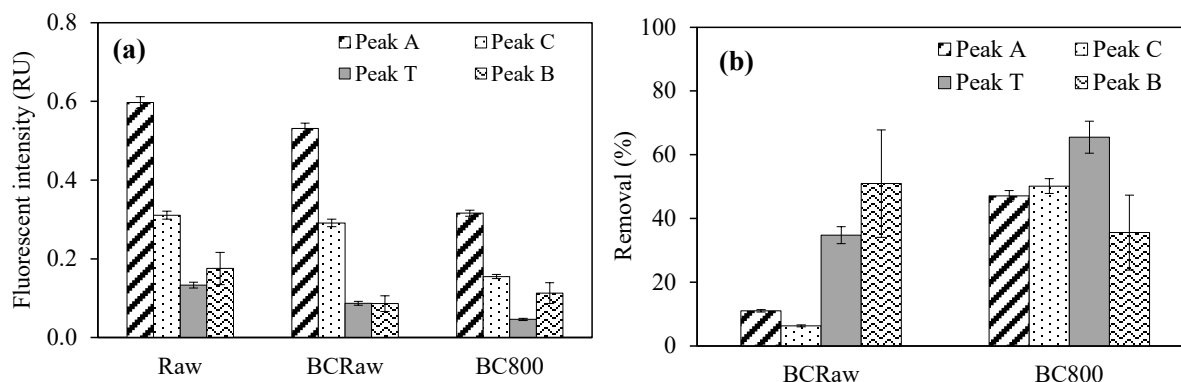 (a)
Peak A Peak C
Peak T Peak B
Fluorescent intensity (RU)
0.8
0.6
0.4
0.2
0.0
Raw BCRaw BC800
(b)
Peak A Peak C
Peak T Peak B
Removal (%)
100
80
60
40
20
0
BCRaw BC800